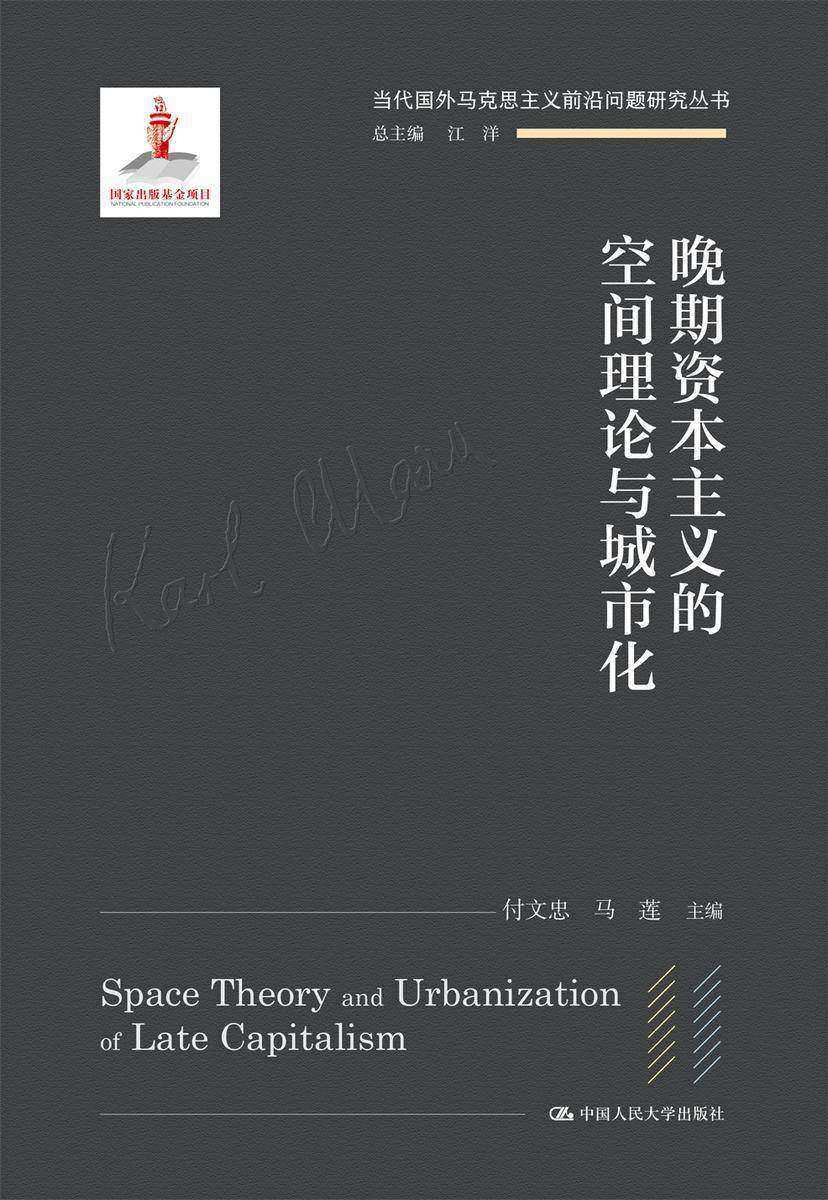 当代国外马克思主义前沿问题研究丛书
总主编 江 洋
国家出版基金项目
NATIONAL PUBLICATION FOUNDATION
晚期资本主义的
空间理论与城市化
Karl Marx
付文忠 马 莲 主编
Space Theory and Urbanization
of Late Capitalism
中国人民大学出版社